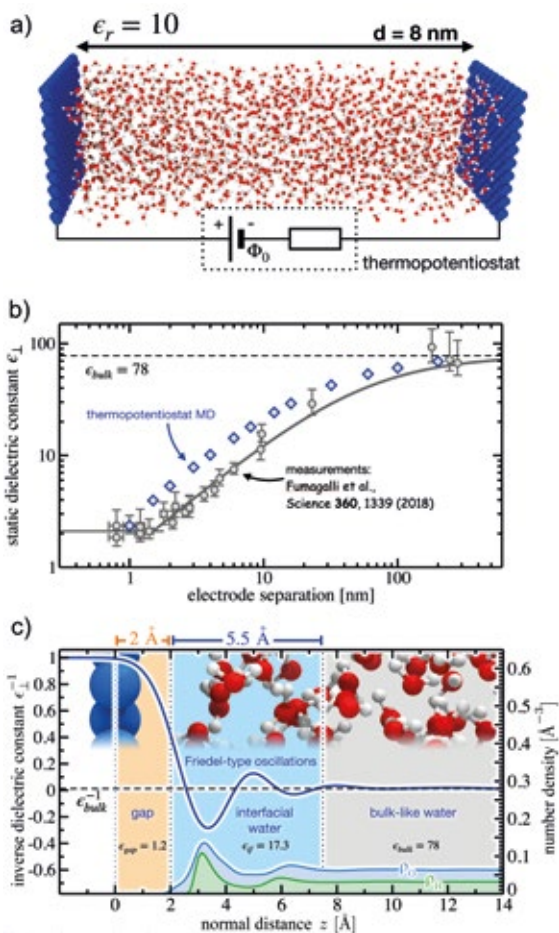 a)
ϵr = 10
d = 8 nm
+ -
Φ0
thermopotentiostat
b)
static dielectric constant ϵ⊥
100
10
1
ϵbulk = 78
thermopotentiostat MD
measurements:
Fumagalli et al.,
Science 360, 1339 (2018)
1 10 100
electrode separation [nm]
c)
2 Å 5.5 Å
inverse dielectric constant ϵ⊥⁻¹
1
0.8
0.6
0.4
0.2
0
-0.2
-0.4
-0.6
ϵbulk⁻¹
Friedel-type oscillations
gap
interfacial
water
bulk-like water
ϵgap = 1.2
ϵif = 17.3
ϵbulk = 78
ρO
ρH
0.6
0.5
0.4
0.3
0.2
0.1
0
number density [Å⁻³]
-2 0 2 4 6 8 10 12 14
normal distance z [Å]